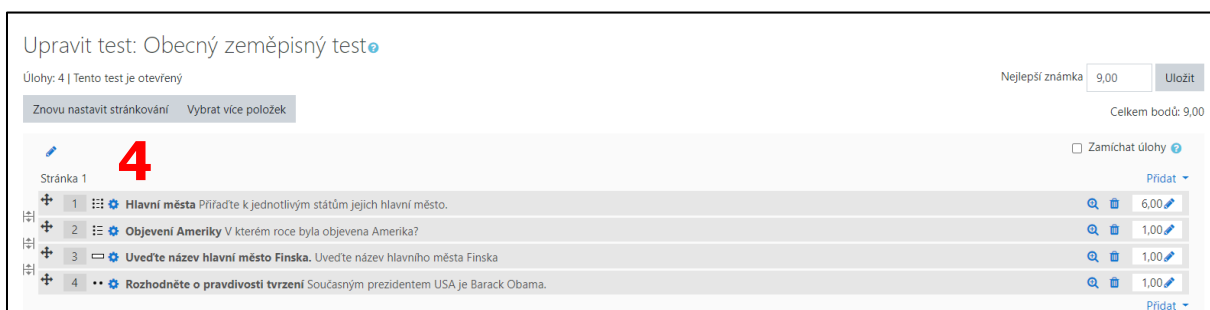 Upravit test: Obecný zeměpisný test
Úlohy: 4 | Tento test je otevřený
Nejlepší známka 9,00 Uložit
Znovu nastavit stránkování Vybrat více položek
Celkem bodů: 9,00
4
Zamíchat úlohy
Stránka 1
Přidat
1 Hlavní města Přiřaďte k jednotlivým státům jejich hlavní město. 6,00
2 Objevení Ameriky V kterém roce byla objevena Amerika? 1,00
3 Uveďte název hlavní město Finska. Uveďte název hlavního města Finska 1,00
4 Rozhodněte o pravdivosti tvrzení Současným prezidentem USA je Barack Obama. 1,00
Přidat